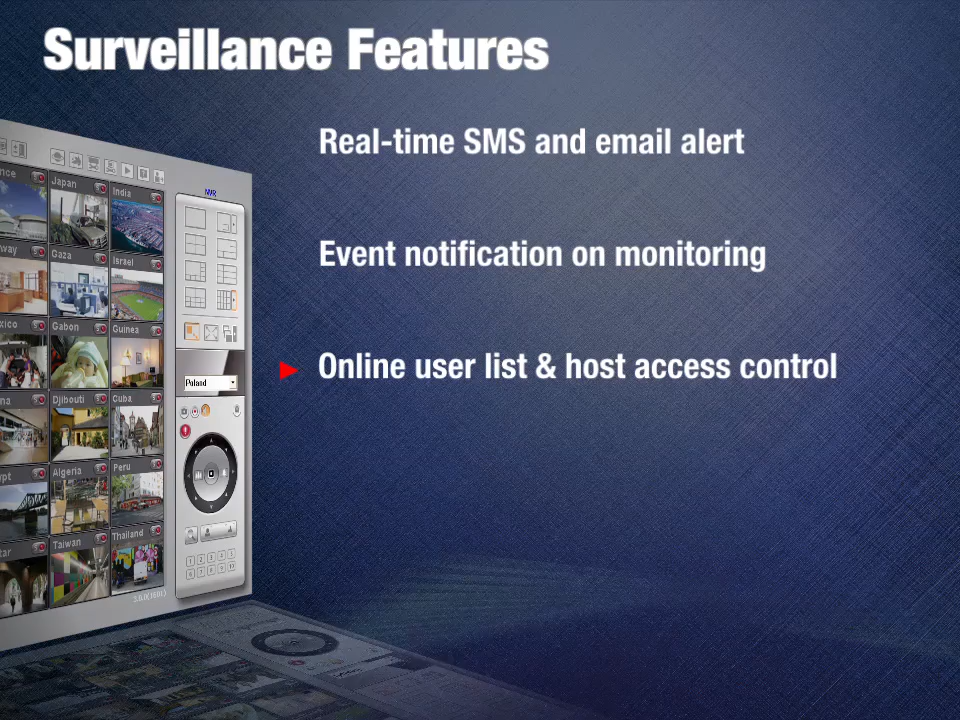 Surveillance Features
Real-time SMS and email alert
Event notification on monitoring
Online user list & host access control
NVR
Japan
India
Gaza
Israel
Gabon
Guinea
Djibouti
Cuba
Algeria
Peru
Taiwan
Thailand
Poland